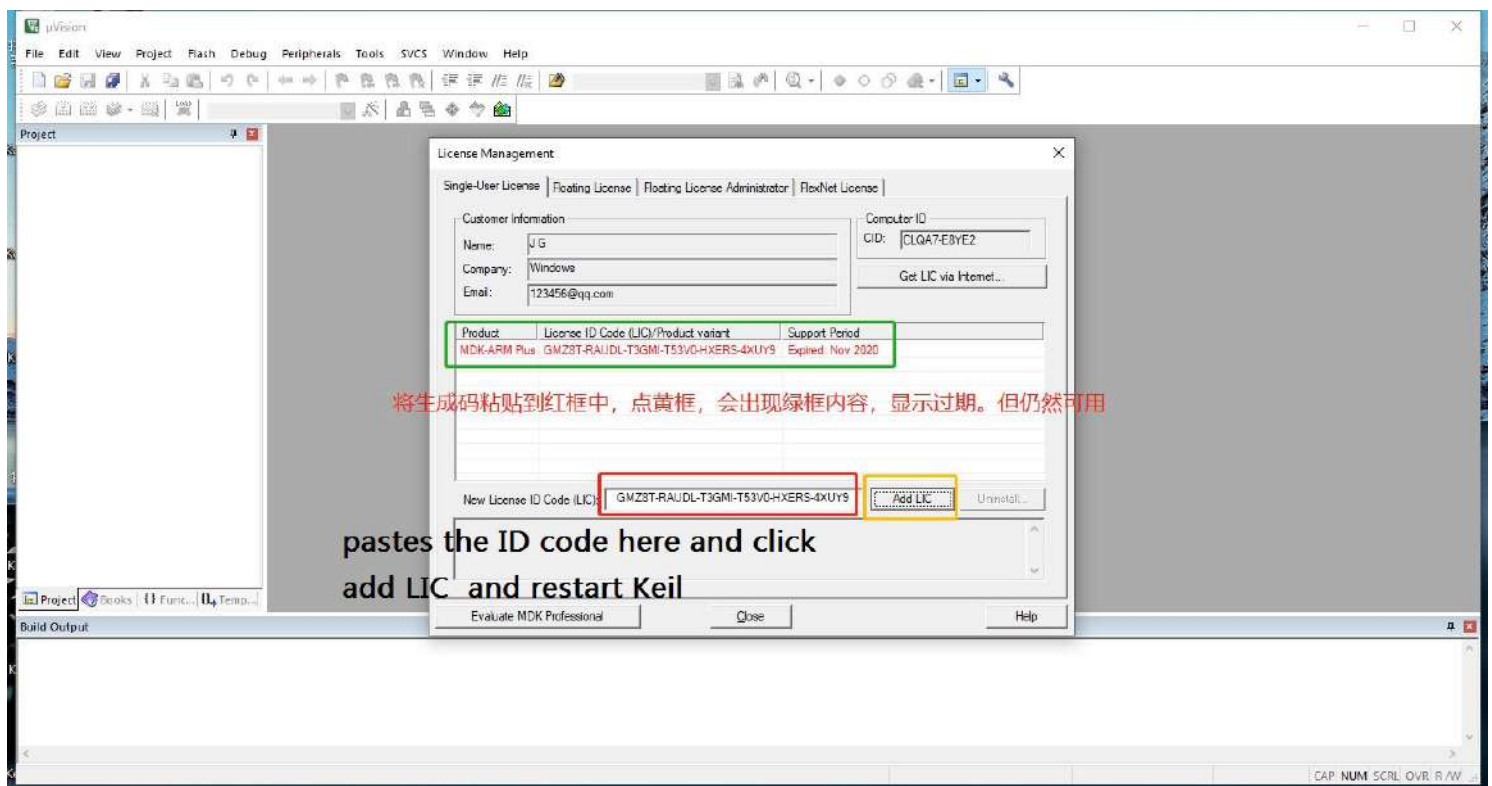 μVision
File Edit View Project Flash Debug Peripherals Tools SVCS Window Help
Project
License Management
Single-User License Floating License Floating License Administrator FlexNet License
Customer Information
Computer ID
Name: J G
CID: CLQA7-E8YE2
Company: Windows
Get LIC via Internet...
Email: 123456@qq.com
Product License ID Code (LIC)/Product variant Support Period
MDK-ARM Plus GMZ8T-RAUDL-T3GMI-T53V0-HXERS-4XUY9 Expired: Nov 2020
将生成码粘贴到红框中，点黄框，会出现绿框内容，显示过期。但仍然可用
New License ID Code (LIC): GMZ8T-RAUDL-T3GMI-T53V0-HXERS-4XUY9 Add LIC Uninstall...
pastes the ID code here and click
add LIC and restart Keil
Project Books {} Func... Temp...
Evaluate MDK Professional Close Help
Build Output
CAP NUM SCRL OVR R/W